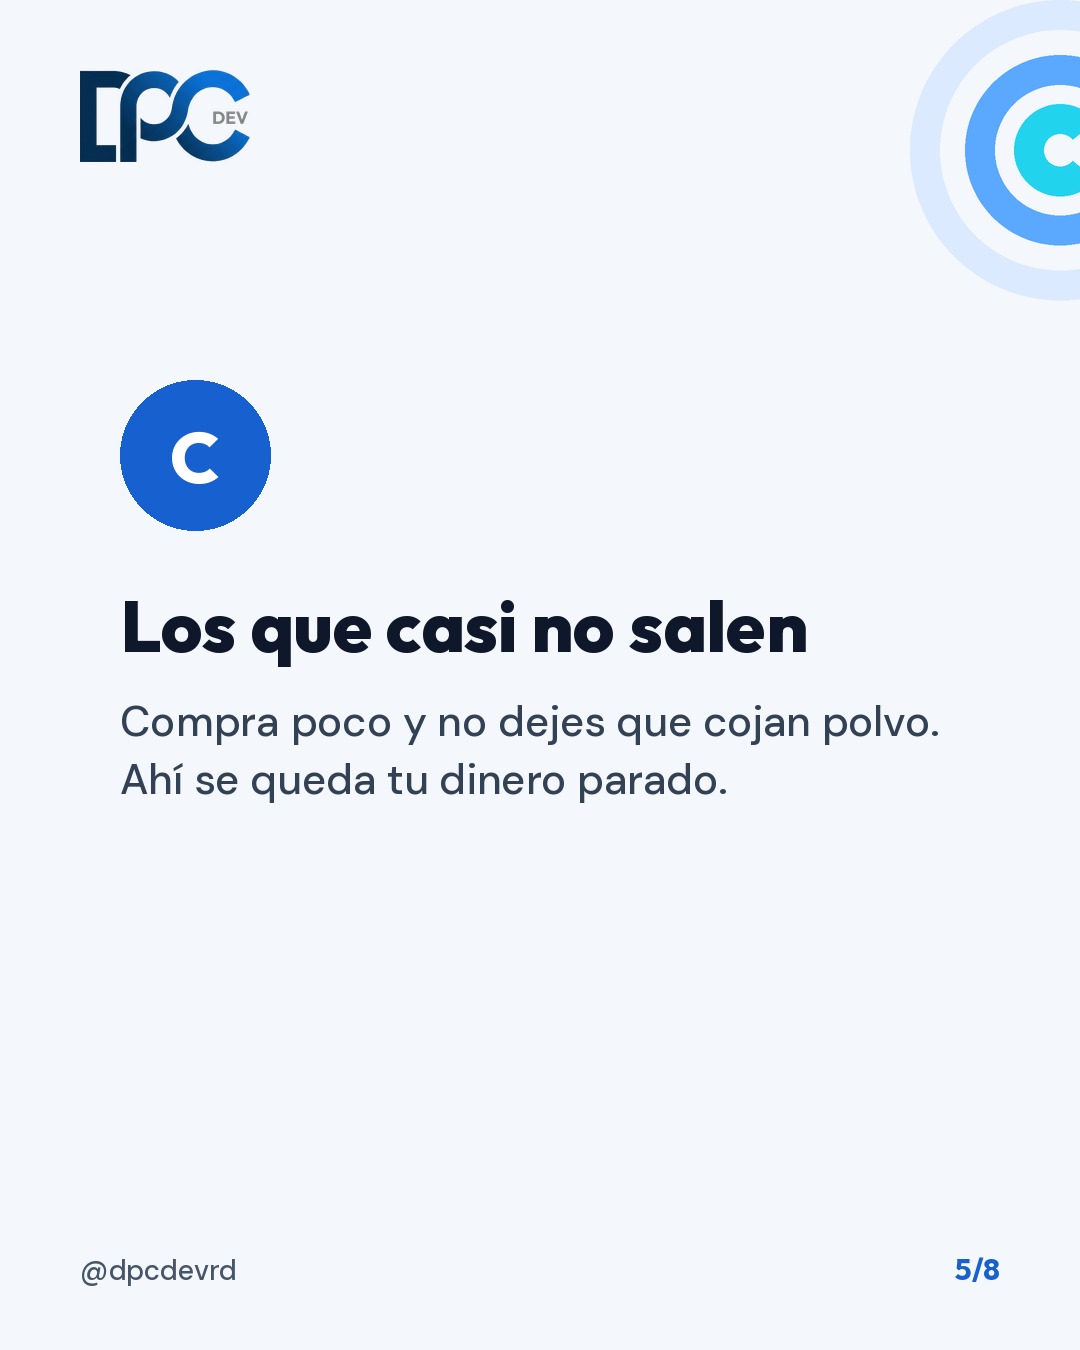 DPC
DEV
C
C
Los que casi no salen
Compra poco y no dejes que cojan polvo.
Ahí se queda tu dinero parado.
@dpcdevrd
5/8